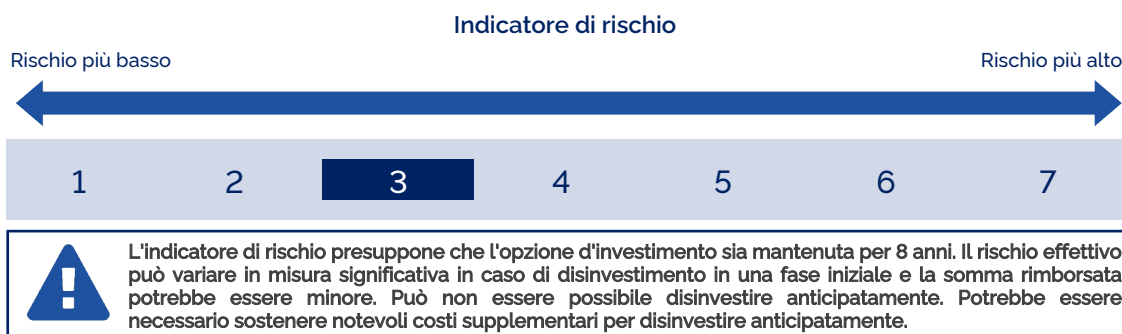 Indicatore di rischio
Rischio più basso Rischio più alto
1 2 3 4 5 6 7
L'indicatore di rischio presuppone che l'opzione d'investimento sia mantenuta per 8 anni. Il rischio effettivo
può variare in misura significativa in caso di disinvestimento in una fase iniziale e la somma rimborsata
potrebbe essere minore. Può non essere possibile disinvestire anticipatamente. Potrebbe essere
necessario sostenere notevoli costi supplementari per disinvestire anticipatamente.